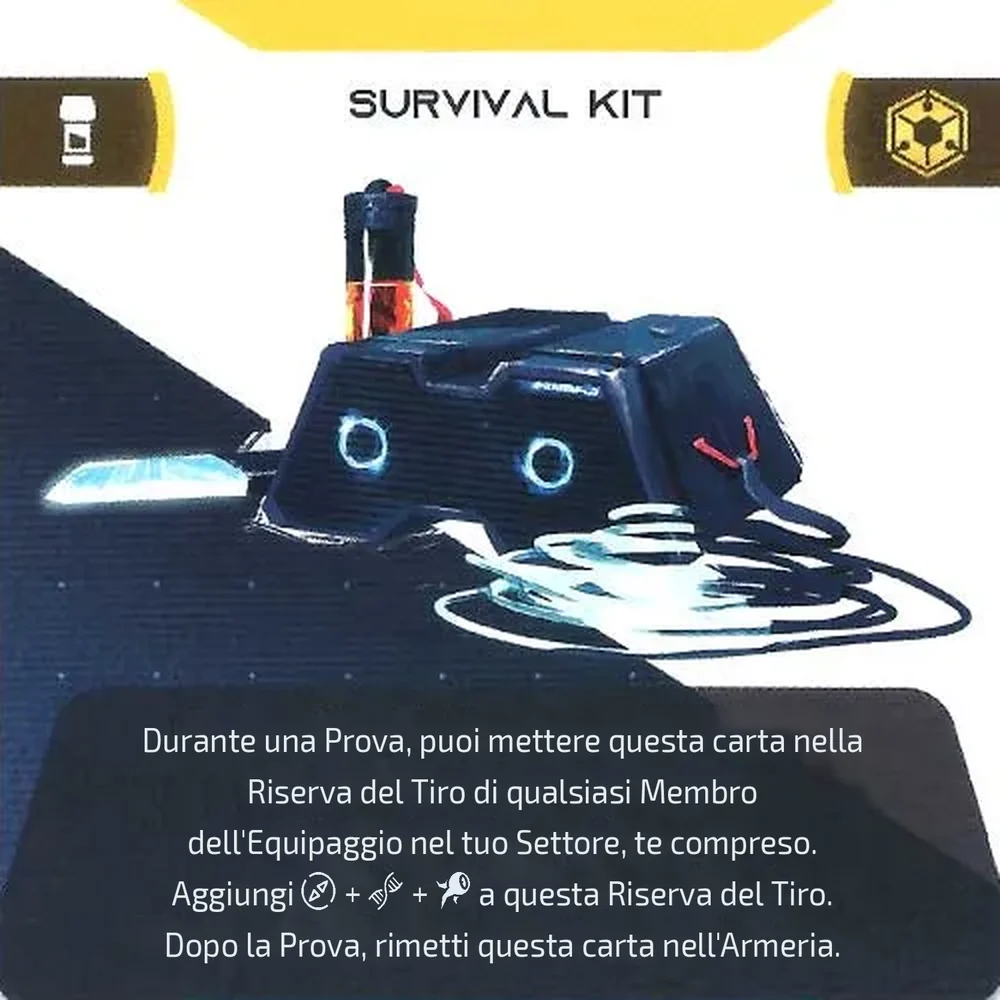 SURVIVAL KIT
Durante una Prova, puoi mettere questa carta nella
Riserva del Tiro di qualsiasi Membro
dell'Equipaggio nel tuo Settore, te compreso.
Aggiungi + + a questa Riserva del Tiro.
Dopo la Prova, rimetti questa carta nell'Armeria.